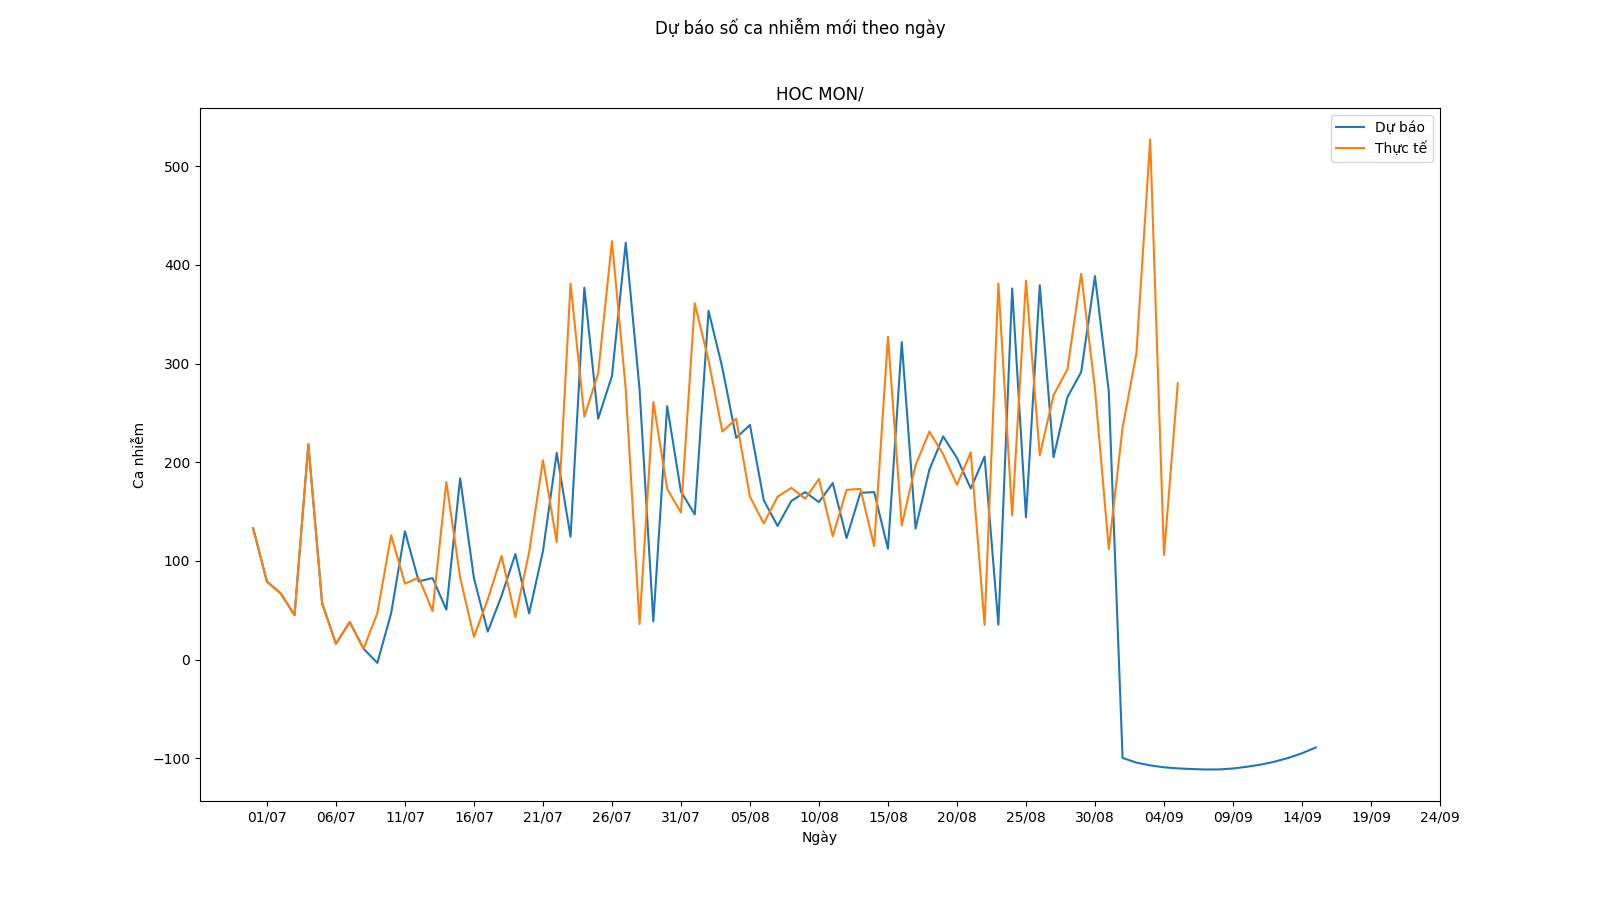 Dự báo số ca nhiễm mới theo ngày
HOC MON/
Dự báo
Thực tế
500
400
300
200
100
0
−100
Ca nhiễm
01/07 06/07 11/07 16/07 21/07 26/07 31/07 05/08 10/08 15/08 20/08 25/08 30/08 04/09 09/09 14/09 19/09 24/09
Ngày